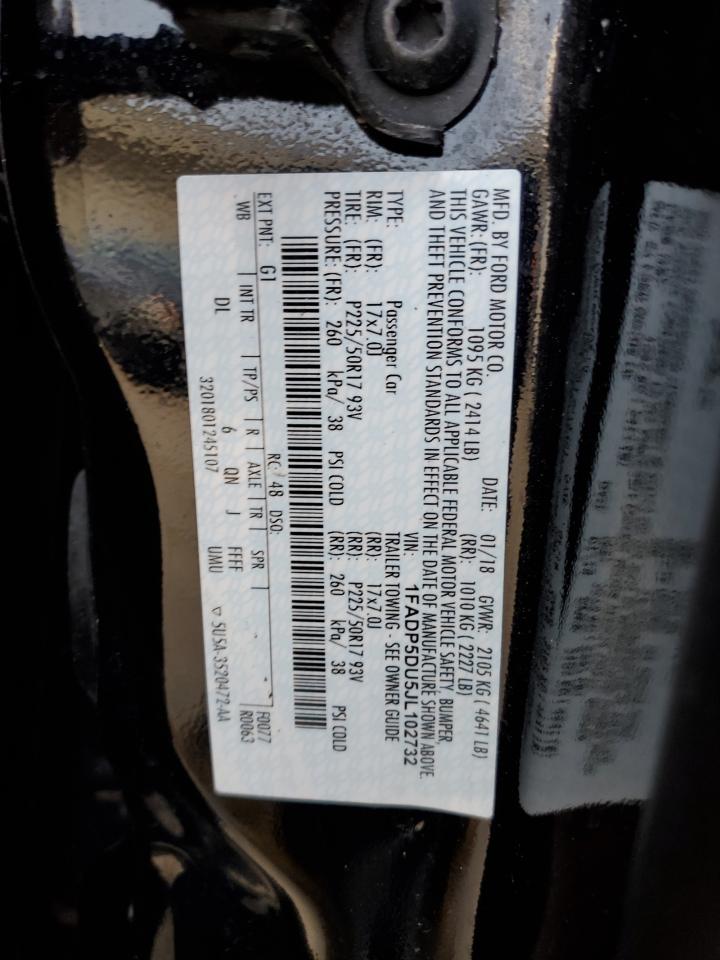 MFD. BY FORD MOTOR CO.
DATE: 01/18 GVWR: 2105 KG ( 4641 LB)
GAWR: (FR): 1095 KG ( 2414 LB) (RR): 1010 KG ( 2227 LB)
THIS VEHICLE CONFORMS TO ALL APPLICABLE FEDERAL MOTOR VEHICLE SAFETY, BUMPER,
AND THEFT PREVENTION STANDARDS IN EFFECT ON THE DATE OF MANUFACTURE SHOWN ABOVE.
VIN: 1FADP5DU5JL102732
TYPE: Passenger Car TRAILER TOWING - SEE OWNER GUIDE
RIM: (FR): 17x7.0J (RR): 17x7.0J
TIRE: (FR): P225/50R17 93V (RR): P225/50R17 93V
PRESSURE: (FR): 260 kPa/ 38 PSI COLD (RR): 260 kPa/ 38 PSI COLD
EXT PNT: G1 RC: 48 DSO: F0077
WB INT TR TP/PS R AXLE TR SPR R0063
DL 6 QN J FFFF
UMU ▽ 5U5A-3520472-AA
3201801245107